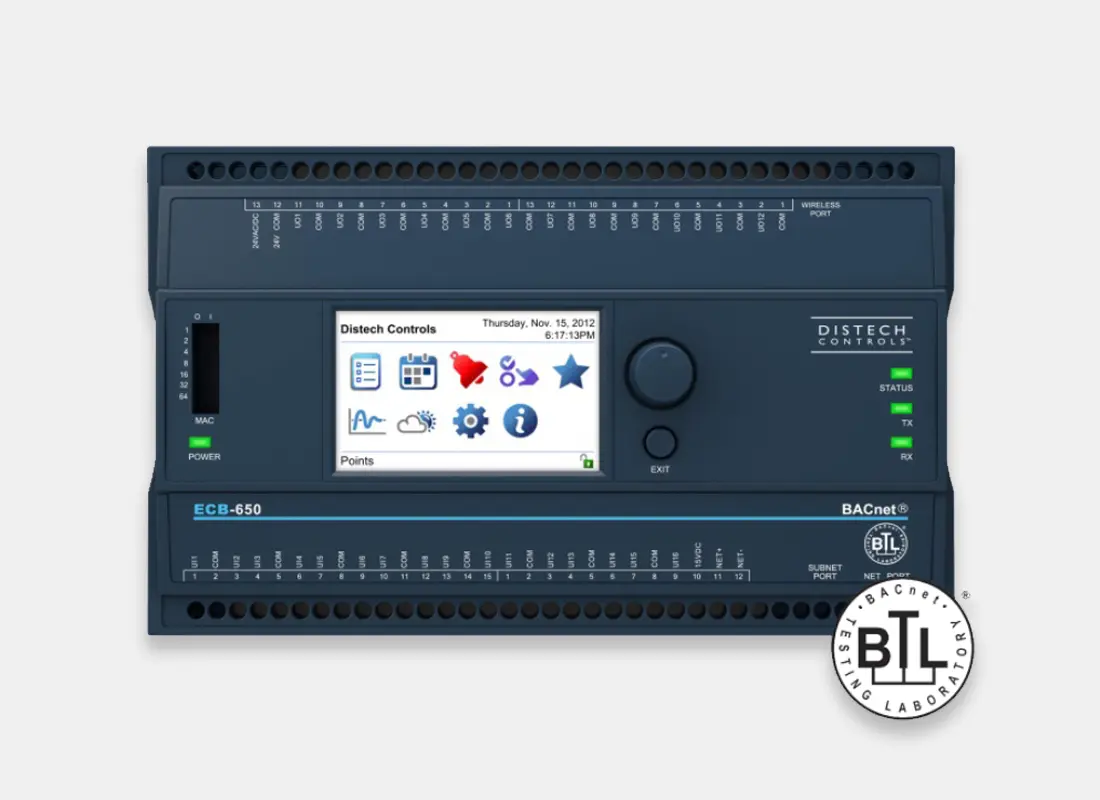 13 12 11 10 9 8 7 6 5 4 3 2 1 13 12 11 10 9 8 7 6 5 4 3 2 1
24VAC/DC 24V COM UO1 COM UO2 COM UO3 COM UO4 COM UO5 COM UO6 COM UO7 COM UO8 COM UO9 COM UO10 COM UO11 COM UO12 COM
WIRELESS
PORT
O I
1
2
4
8
16
32
64
MAC
POWER
Distech Controls
Thursday, Nov. 15, 2012
6:17:13PM
Points
EXIT
DISTECH
CONTROLS™
STATUS
TX
RX
ECB-650
BACnet®
UI1 COM UI2 UI3 COM UI4 UI5 COM UI6 UI7 COM UI8 UI9 COM UI10 UI11 COM UI12 UI13 COM UI14 UI15 COM UI16 15VDC NET+ NET-
1 2 3 4 5 6 7 8 9 10 11 12 13 14 15 1 2 3 4 5 6 7 8 9 10 11 12
SUBNET
PORT
BTL
NET PORT
BACnet
BTL
TESTING LABORATORY
®